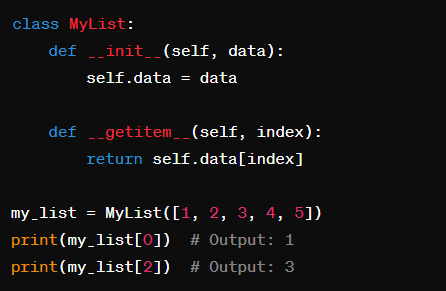 class MyList:
    def __init__(self, data):
        self.data = data

    def __getitem__(self, index):
        return self.data[index]

my_list = MyList([1, 2, 3, 4, 5])
print(my_list[0])  # Output: 1
print(my_list[2])  # Output: 3